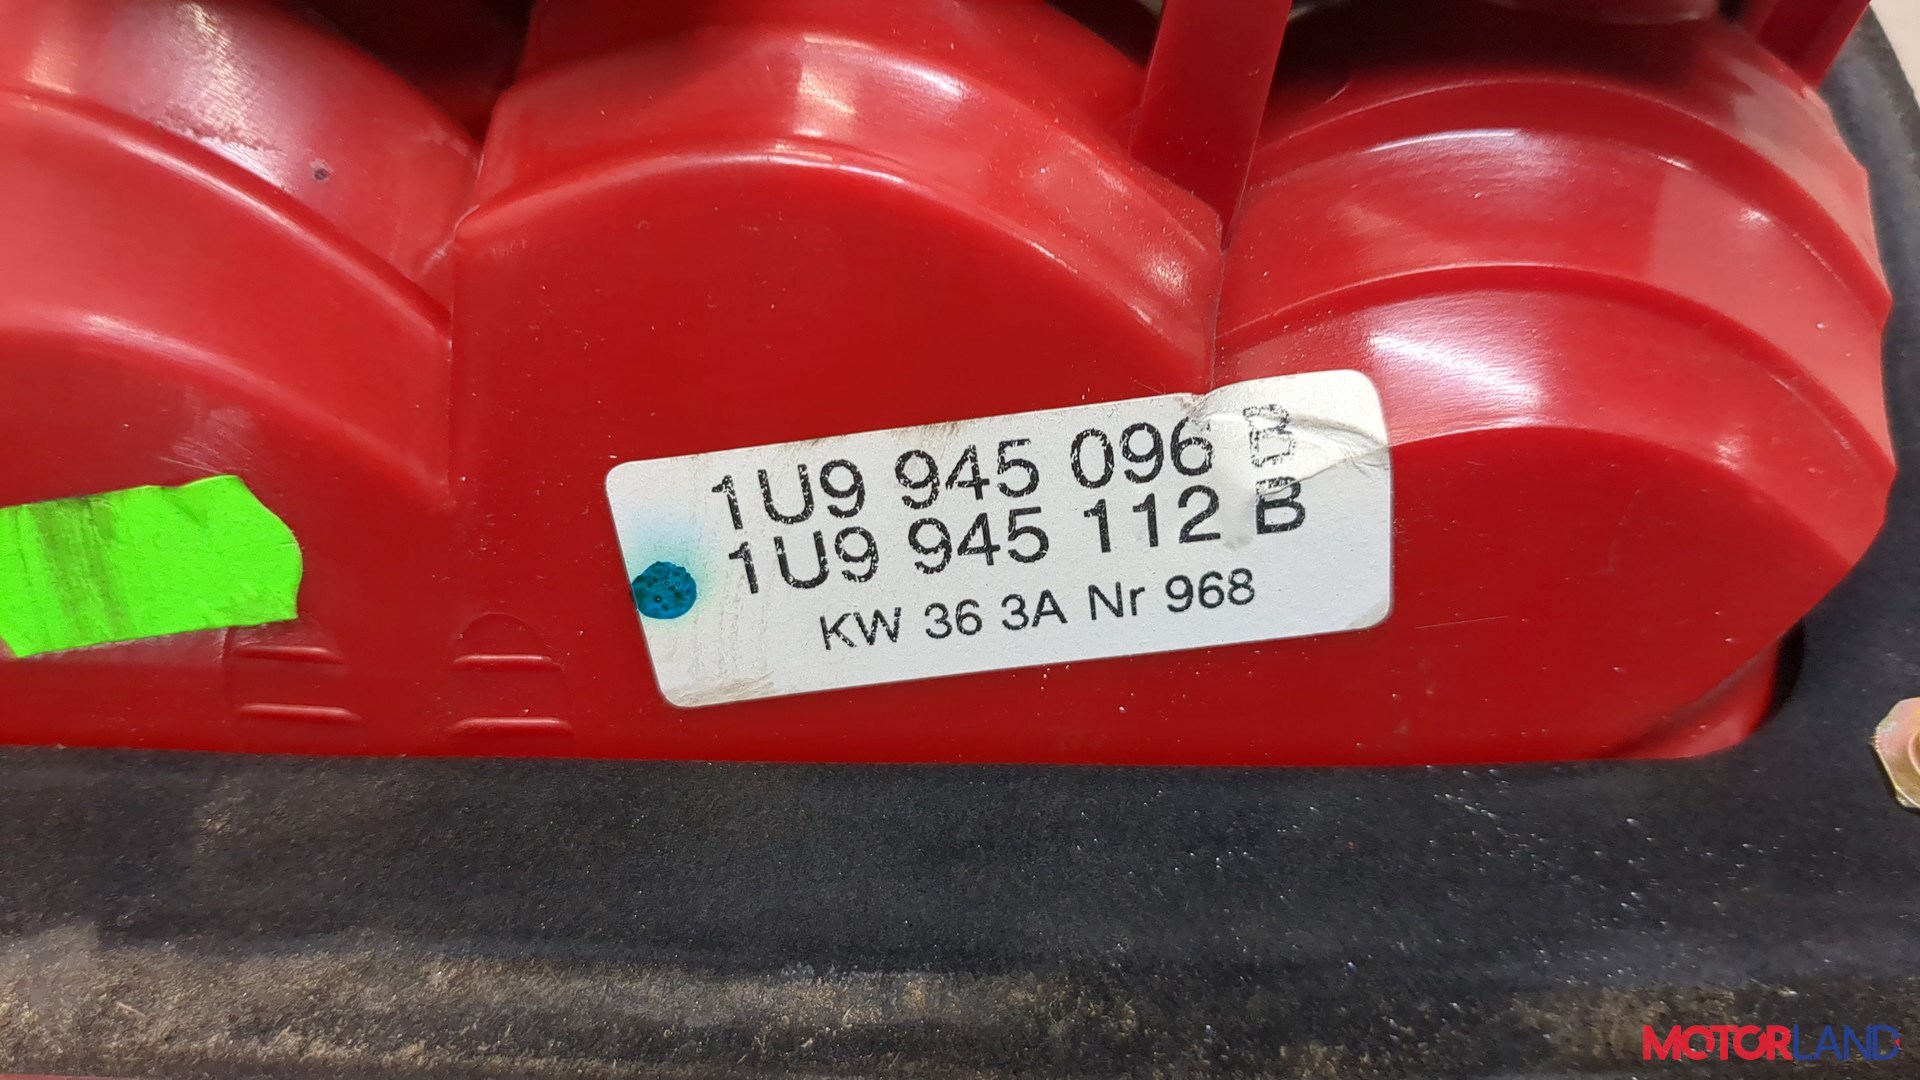 1U9 945 096 B
1U9 945 112 B
KW 36 3A Nr 968
MOTORLAND